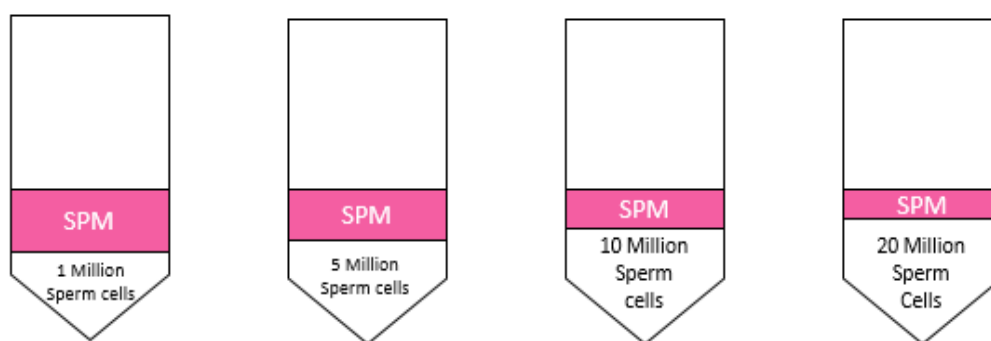 SPM
1 Million
Sperm cells
SPM
5 Million
Sperm cells
SPM
10 Million
Sperm
cells
SPM
20 Million
Sperm
Cells